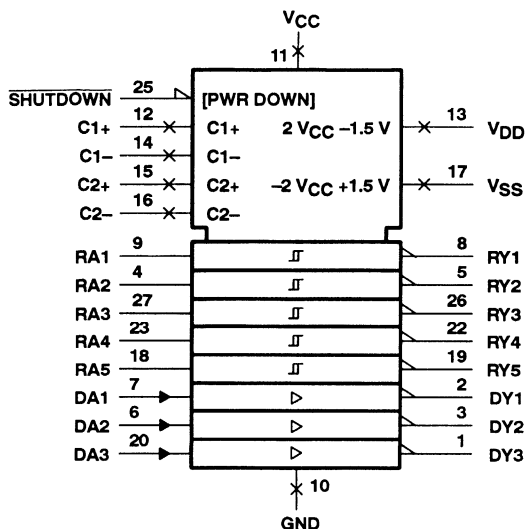 VCC
11
SHUTDOWN 25 [PWR DOWN]
C1+ 12 C1+ 2 VCC –1.5 V 13 VDD
C1– 14 C1–
C2+ 15 C2+ –2 VCC +1.5 V 17 VSS
C2– 16 C2–
RA1 9 8 RY1
RA2 4 5 RY2
RA3 27 26 RY3
RA4 23 22 RY4
RA5 18 19 RY5
DA1 7 2 DY1
DA2 6 3 DY2
DA3 20 1 DY3
10
GND